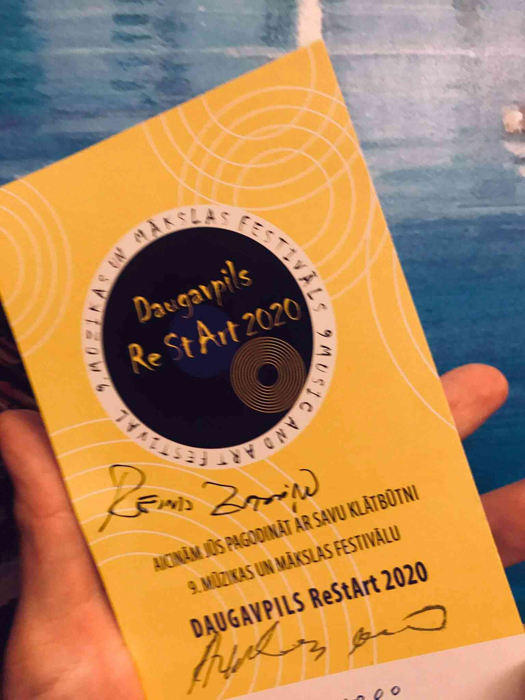 9. MŪZIKAS UN MĀKSLAS FESTIVĀLS
9 MUSIC AND ART FESTIVAL
Daugavpils
ReStArt 2020
AICINĀM JŪS PAGODINĀT AR SAVU KLĀTBŪTNI
9. MŪZIKAS UN MĀKSLAS FESTIVĀLU
DAUGAVPILS ReStArt 2020